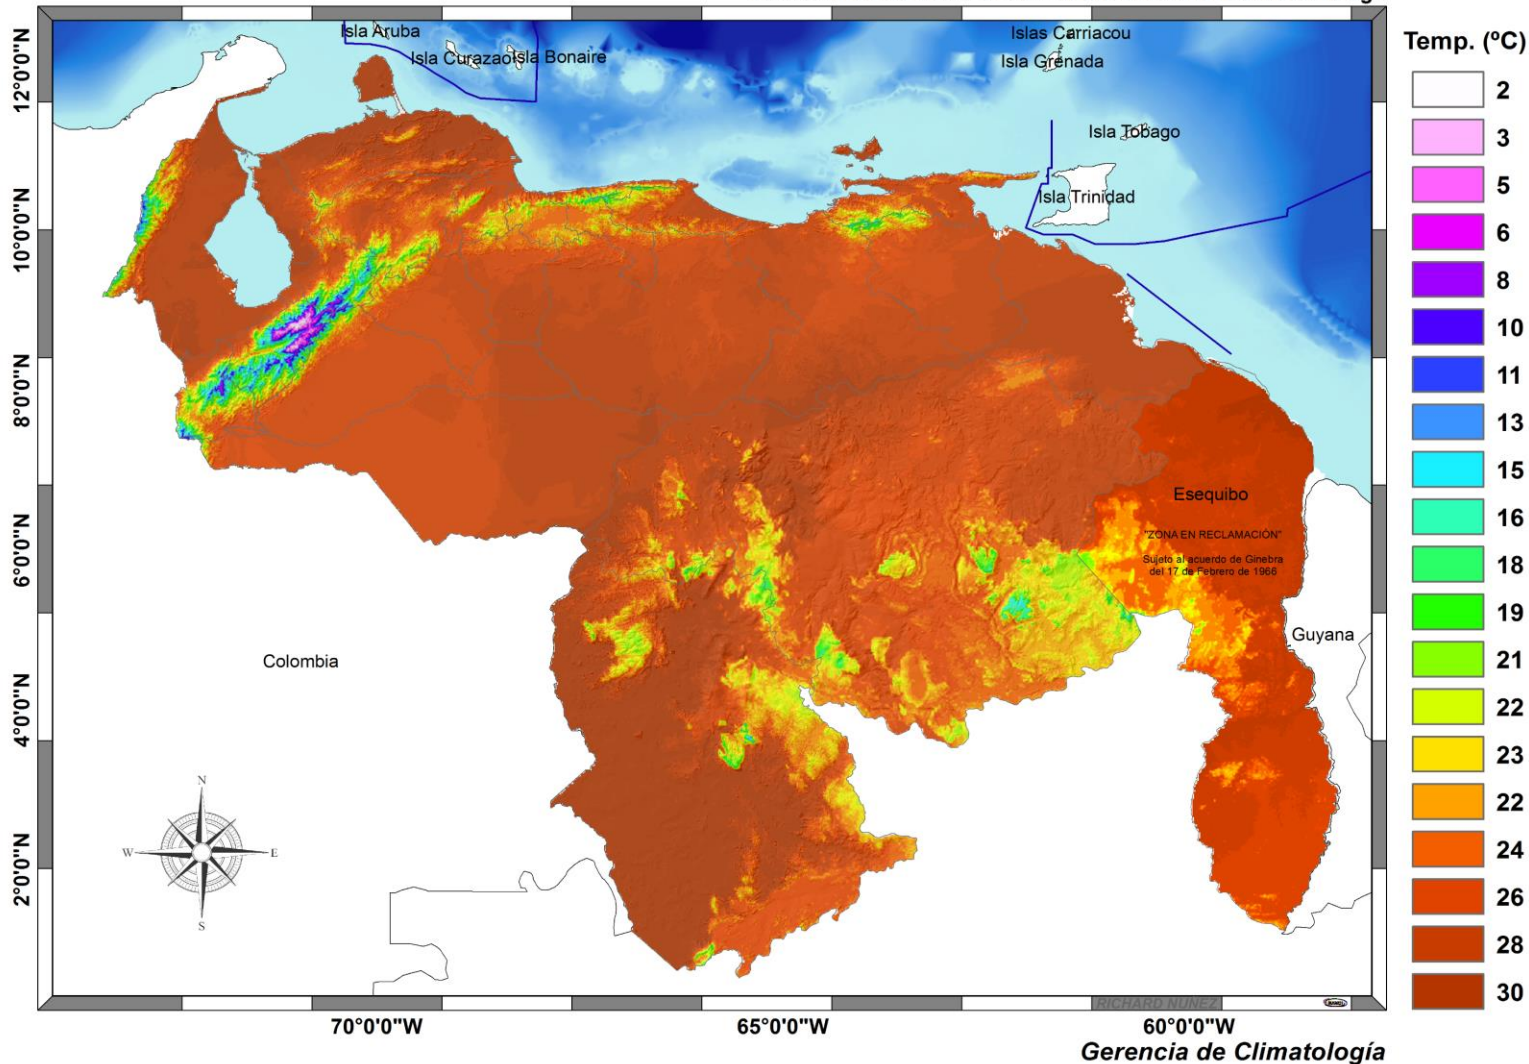 Isla Aruba
Isla Curazao
Isla Bonaire
Islas Carriacou
Isla Grenada
Isla Tobago
Isla Trinidad
Temp. (ºC)
2
3
5
6
8
10
11
13
15
16
18
19
21
22
23
22
24
26
28
30
12°0'0"N
10°0'0"N
8°0'0"N
6°0'0"N
4°0'0"N
2°0'0"N
Esequibo
"ZONA EN RECLAMACIÓN"
Sujeto al acuerdo de Ginebra
del 17 de Febrero de 1966
Guyana
Colombia
N
W
E
S
RICHARD NUÑEZ
70°0'0"W
65°0'0"W
60°0'0"W
Gerencia de Climatología